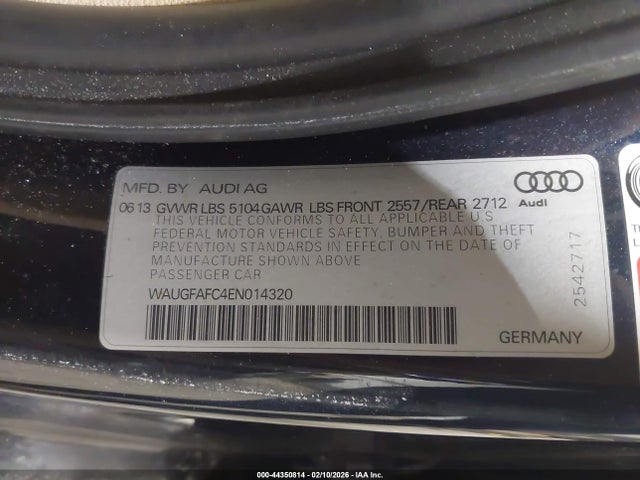 MFD. BY AUDI AG
06 13 GVWR LBS 5104 GAWR LBS FRONT 2557/REAR 2712
Audi
THIS VEHICLE CONFORMS TO ALL APPLICABLE U.S
FEDERAL MOTOR VEHICLE SAFETY, BUMPER AND THEFT
PREVENTION STANDARDS IN EFFECT ON THE DATE OF
MANUFACTURE SHOWN ABOVE
PASSENGER CAR
WAUGFAFC4EN014320
GERMANY
2542717
000-44350814 - 02/10/2026 - IAA Inc.